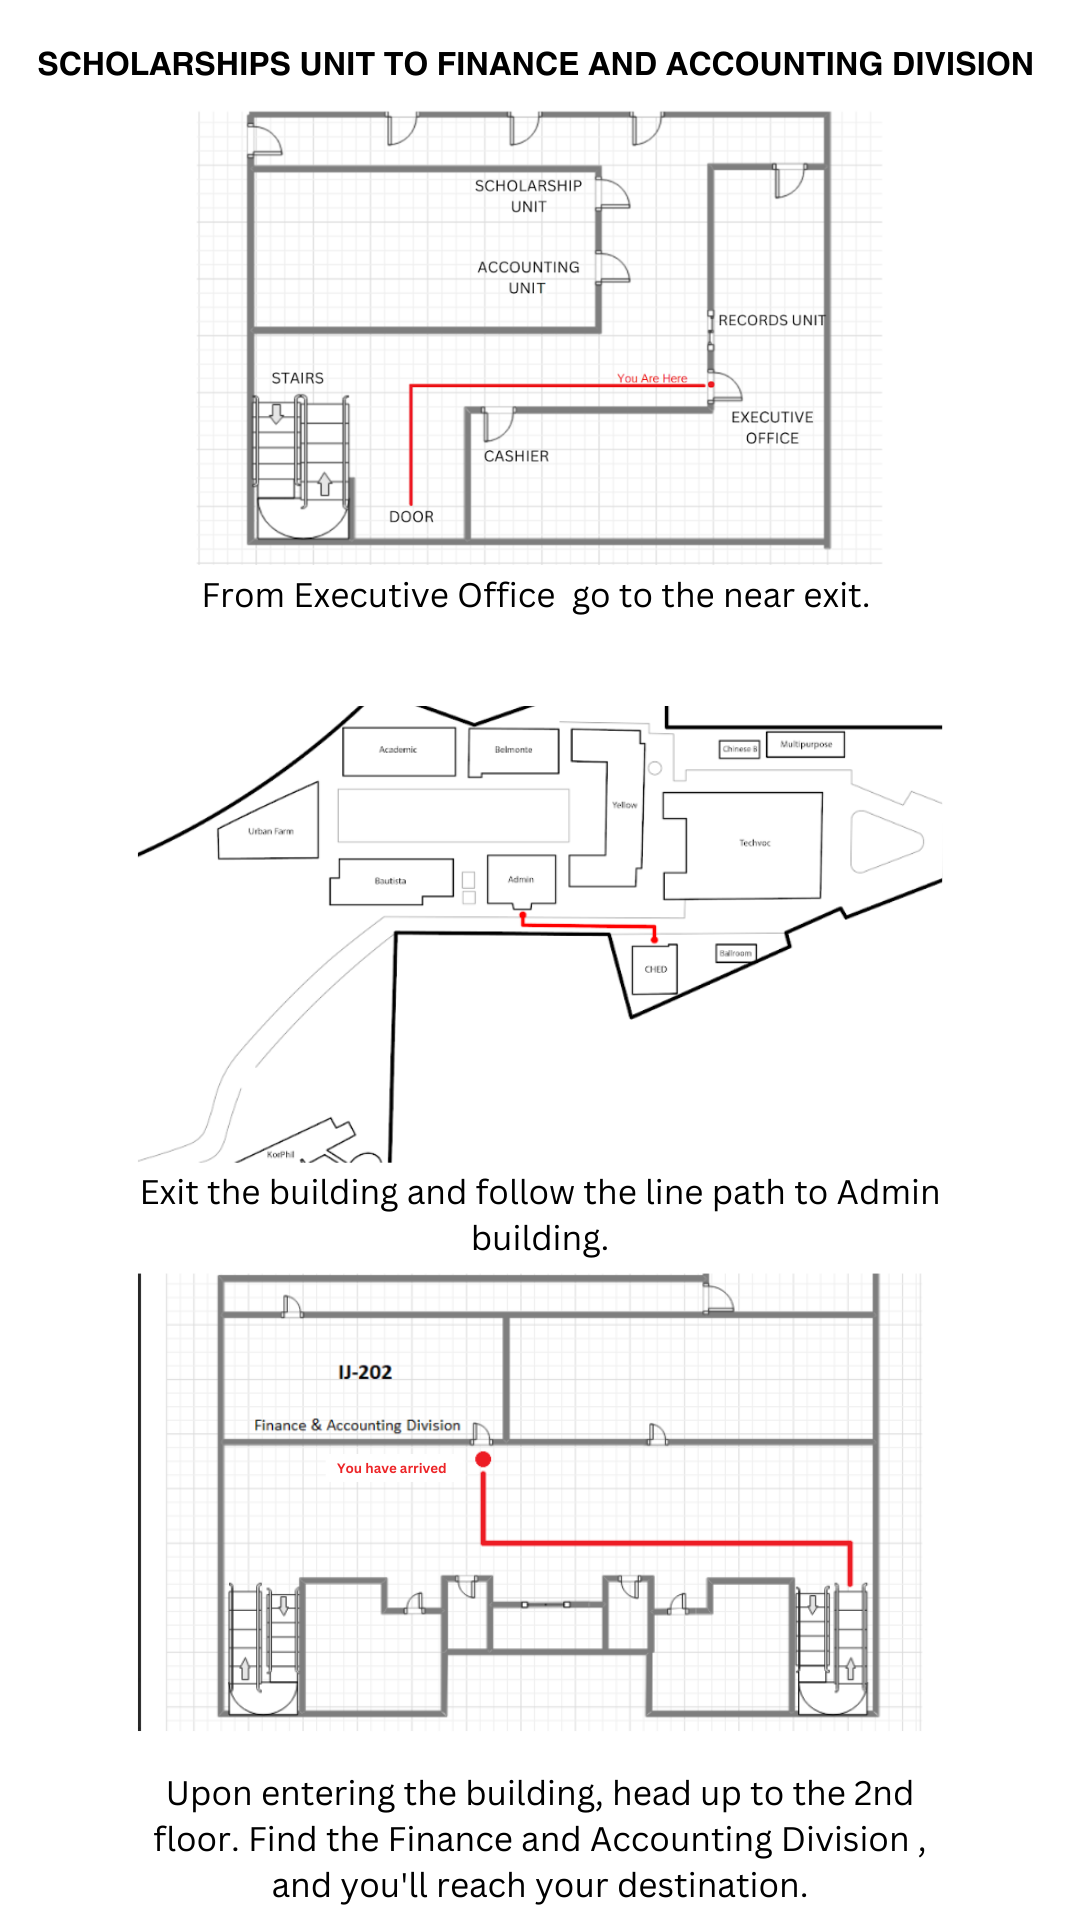 SCHOLARSHIPS UNIT TO FINANCE AND ACCOUNTING DIVISION
SCHOLARSHIP
UNIT
ACCOUNTING
UNIT
RECORDS UNIT
STAIRS
You Are Here
EXECUTIVE
OFFICE
CASHIER
DOOR
From Executive Office  go to the near exit.
Academic
Belmonte
Chinese B
Multipurpose
Yellow
Urban Farm
Techvoc
Bautista
Admin
CHED
Ballroom
KorPhil
Exit the building and follow the line path to Admin
building.
IJ-202
Finance & Accounting Division
You have arrived
Upon entering the building, head up to the 2nd
floor. Find the Finance and Accounting Division ,
and you'll reach your destination.